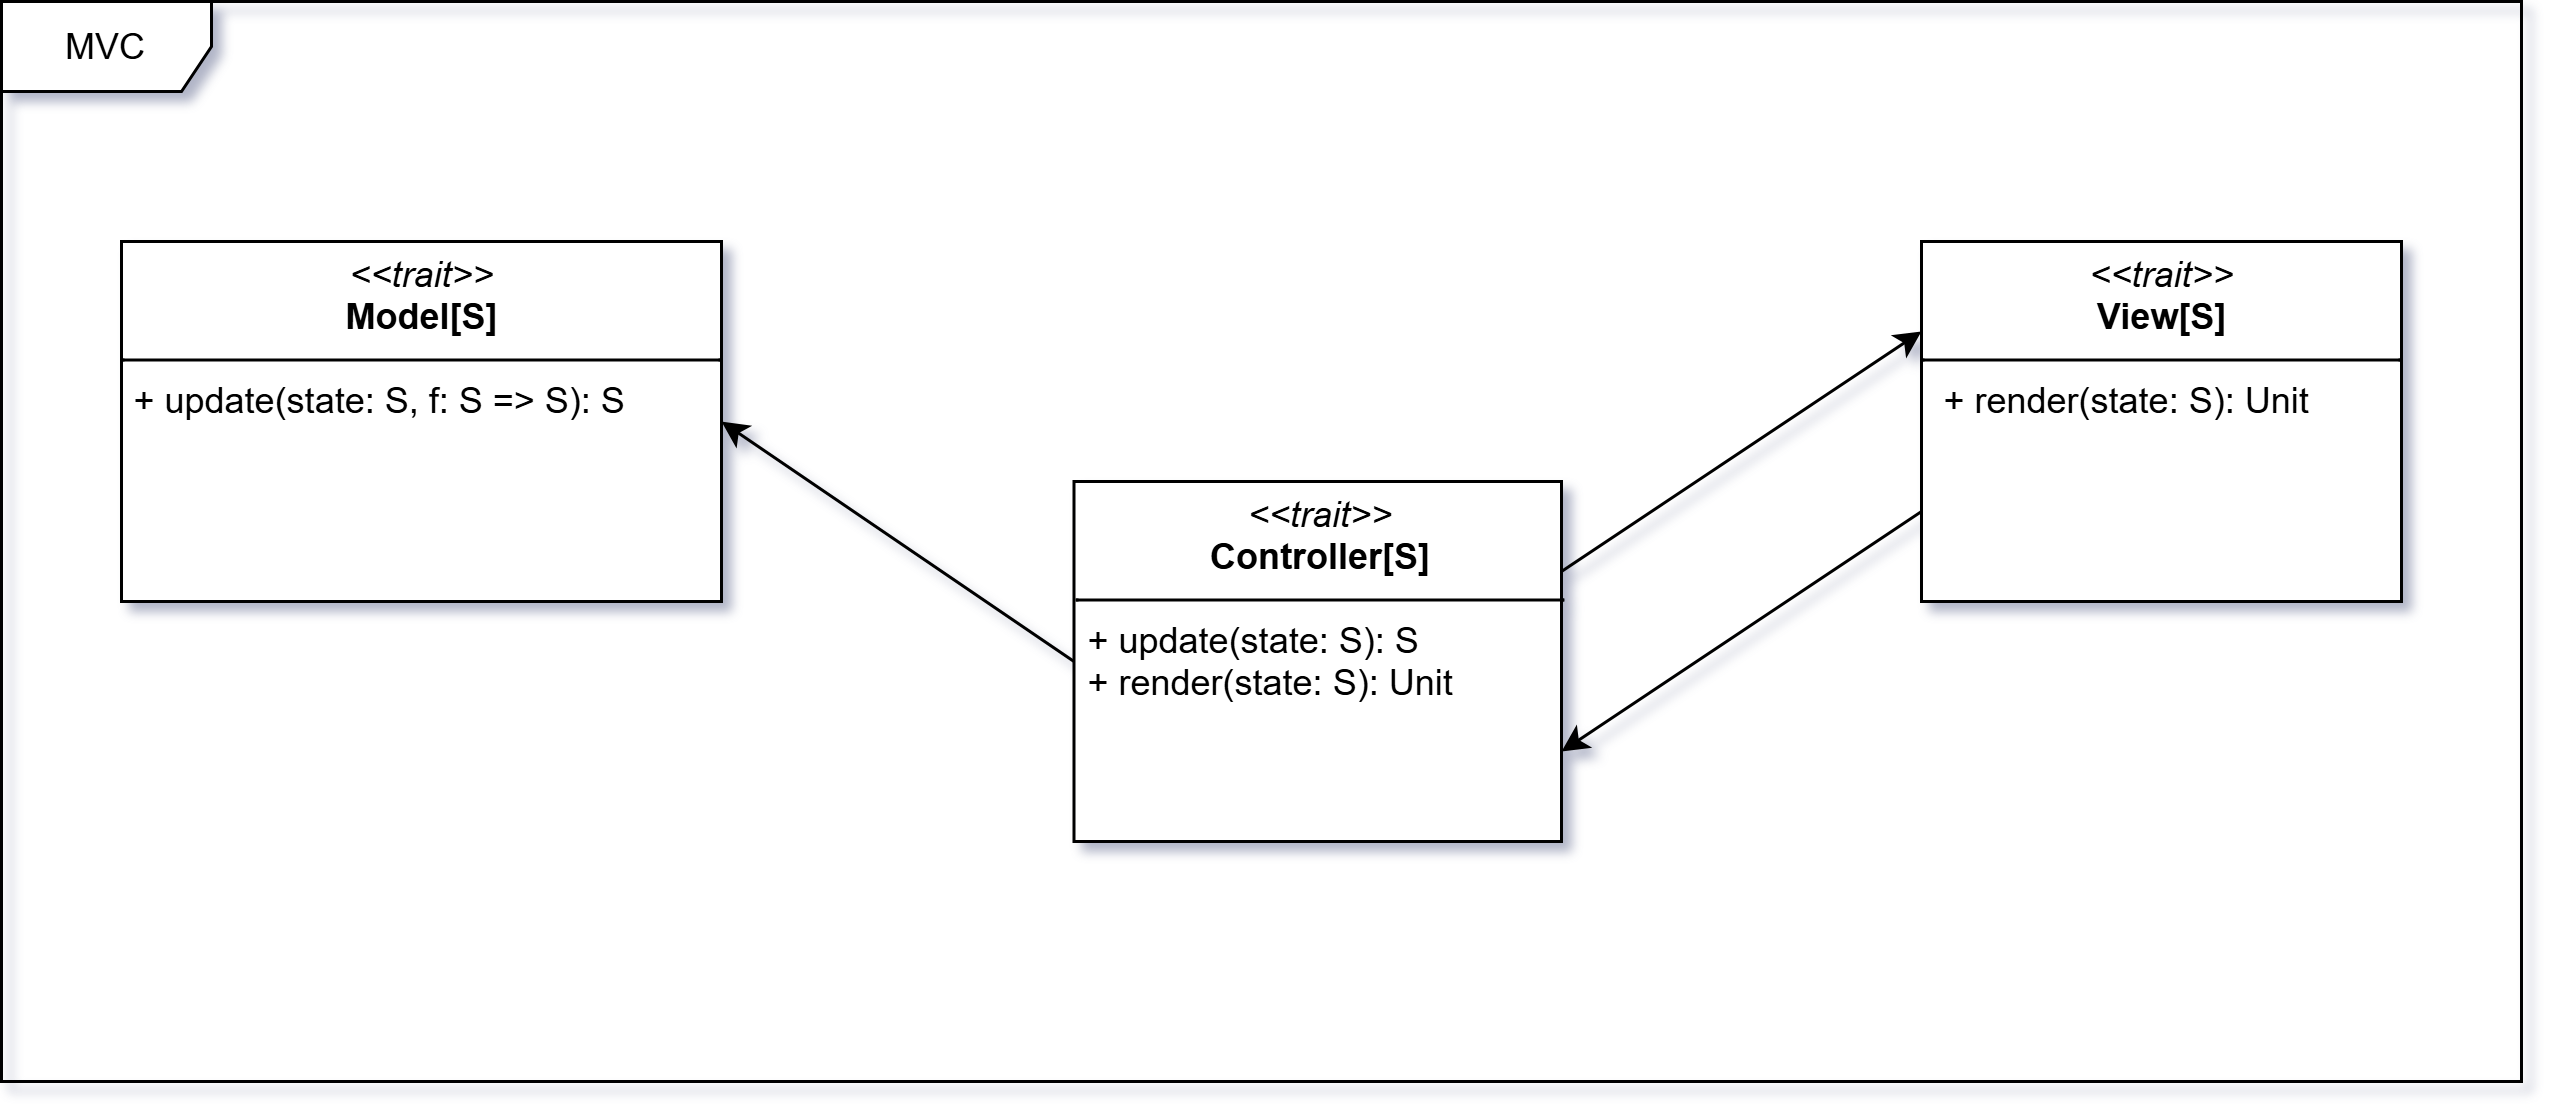 MVC
<<trait>>
Model[S]
+ update(state: S, f: S => S): S
<<trait>>
View[S]
+ render(state: S): Unit
<<trait>>
Controller[S]
+ update(state: S): S
+ render(state: S): Unit